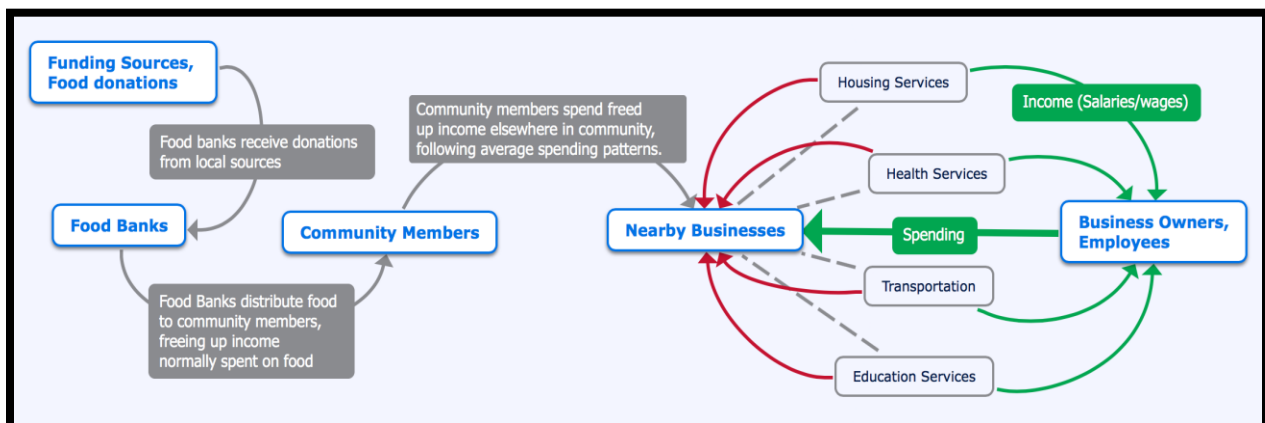 Funding Sources,
Food donations
Food banks receive donations
from local sources
Food Banks
Food Banks distribute food
to community members,
freeing up income
normally spent on food
Community Members
Community members spend freed
up income elsewhere in community,
following average spending patterns.
Nearby Businesses
Housing Services
Health Services
Transportation
Education Services
Income (Salaries/wages)
Spending
Business Owners,
Employees